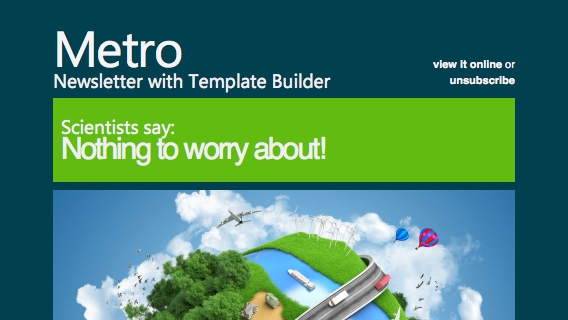 Metro
Newsletter with Template Builder
view it online or
unsubscribe
Scientists say:
Nothing to worry about!